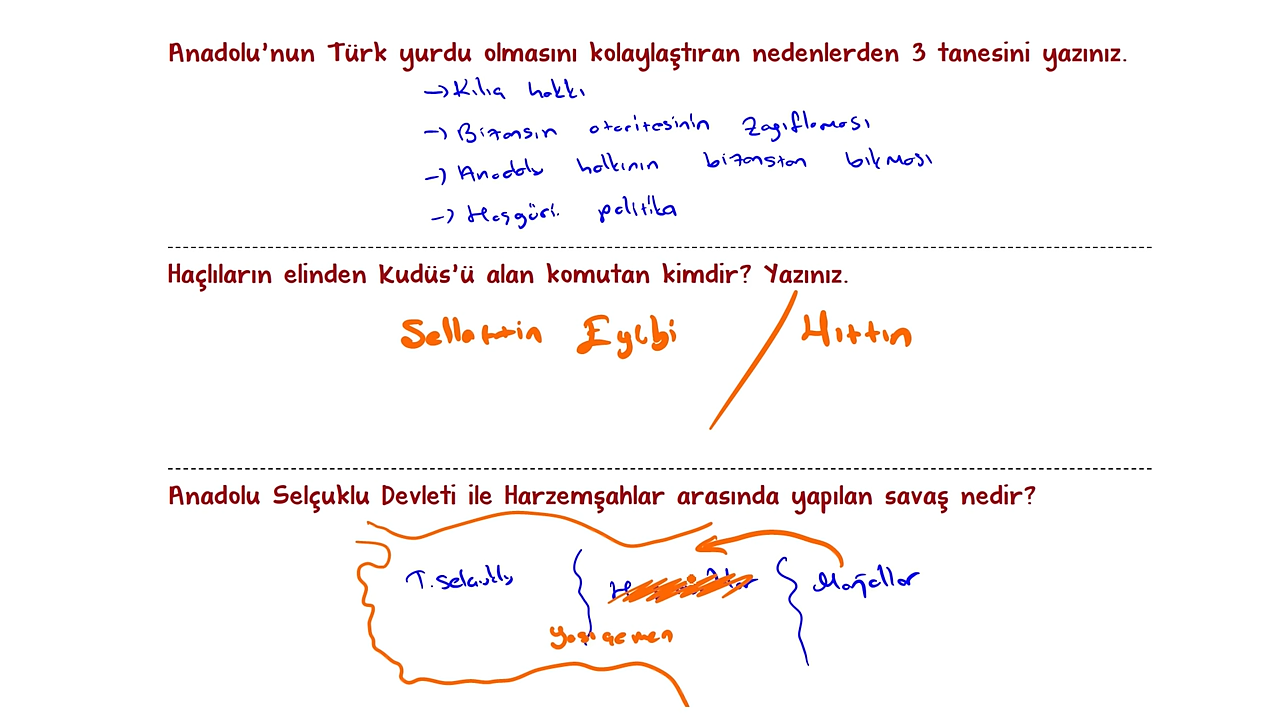 Anadolu'nun Türk yurdu olmasını kolaylaştıran nedenlerden 3 tanesini yazınız.
→ Kılıç hakkı
→ Bizansın otoritesinin zayıflaması
→ Anadolu halkının bizanstan bıkması
→ Hoşgörü politika
Haçlıların elinden Kudüs'ü alan komutan kimdir? Yazınız.
Sellattin Eyübi / Hıttın
Anadolu Selçuklu Devleti ile Harzemşahlar arasında yapılan savaş nedir?
T. Selçuklu Moğollar
Yassıçemen